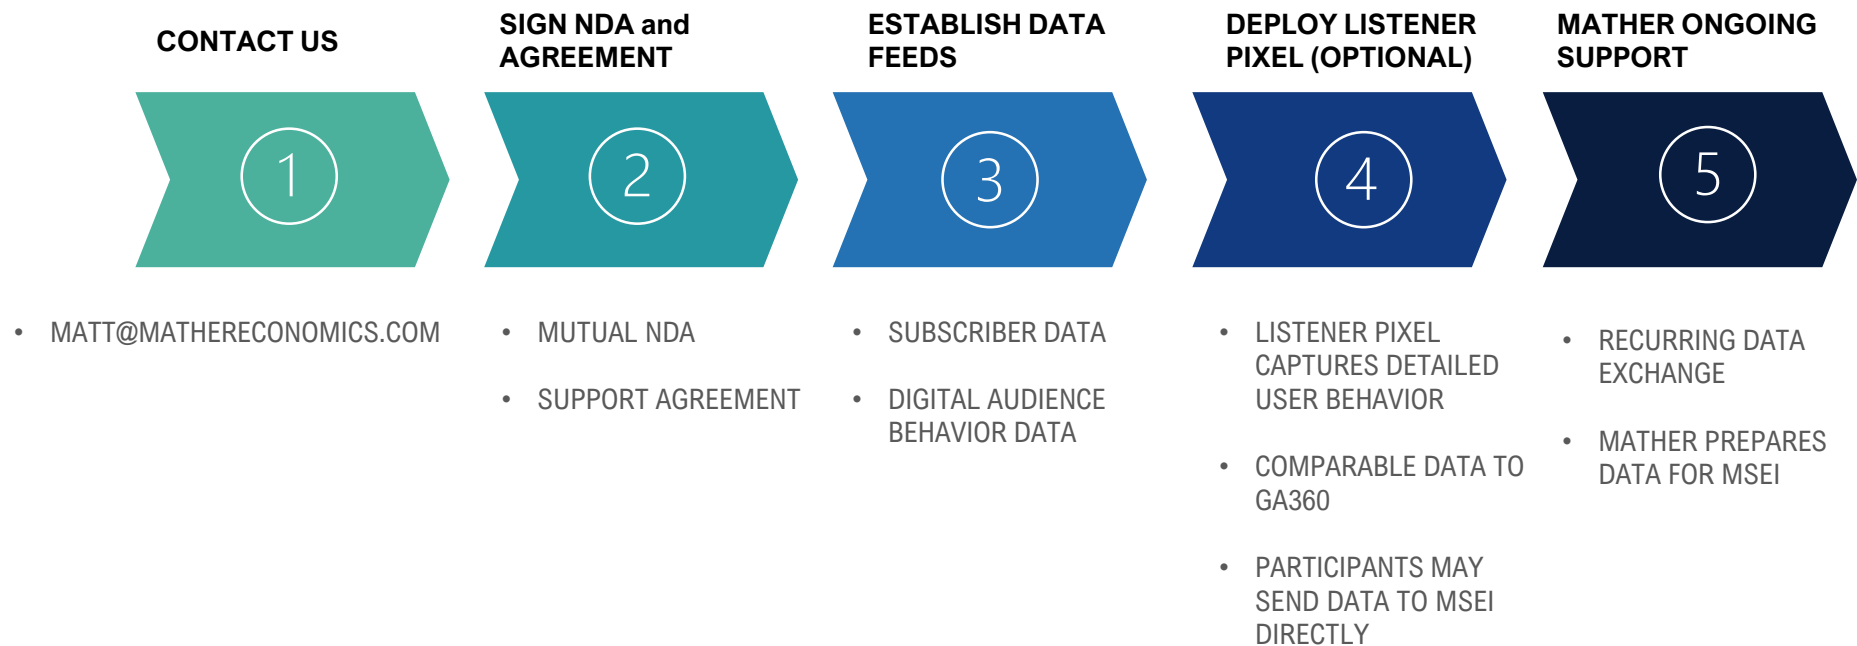 CONTACT US
1
• MATT@MATHERECONOMICS.COM
SIGN NDA and
AGREEMENT
2
• MUTUAL NDA
• SUPPORT AGREEMENT
ESTABLISH DATA
FEEDS
3
• SUBSCRIBER DATA
• DIGITAL AUDIENCE
BEHAVIOR DATA
DEPLOY LISTENER
PIXEL (OPTIONAL)
4
• LISTENER PIXEL
CAPTURES DETAILED
USER BEHAVIOR
• COMPARABLE DATA TO
GA360
• PARTICIPANTS MAY
SEND DATA TO MSEI
DIRECTLY
MATHER ONGOING
SUPPORT
5
• RECURRING DATA
EXCHANGE
• MATHER PREPARES
DATA FOR MSEI